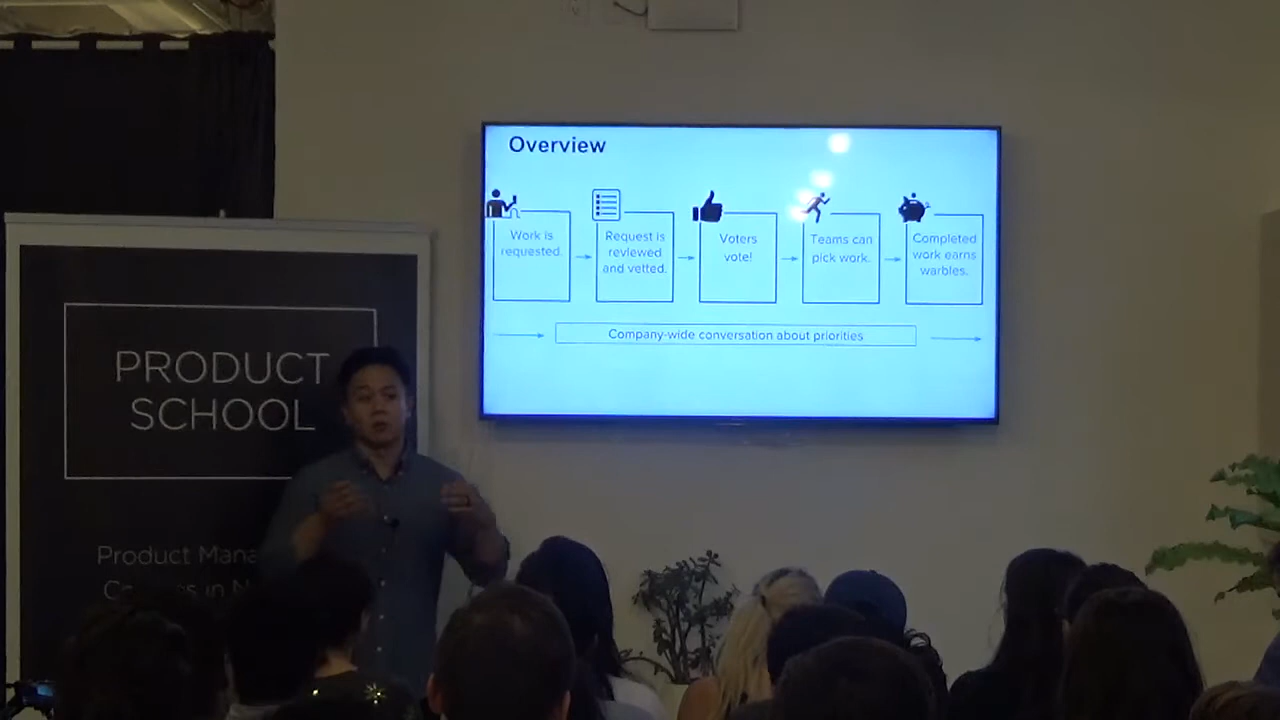 Overview
Work is
requested.
Request is
reviewed
and vetted.
Voters
vote!
Teams can
pick work.
Completed
work earns
warbles.
Company-wide conversation about priorities
PRODUCT
SCHOOL
Product
in